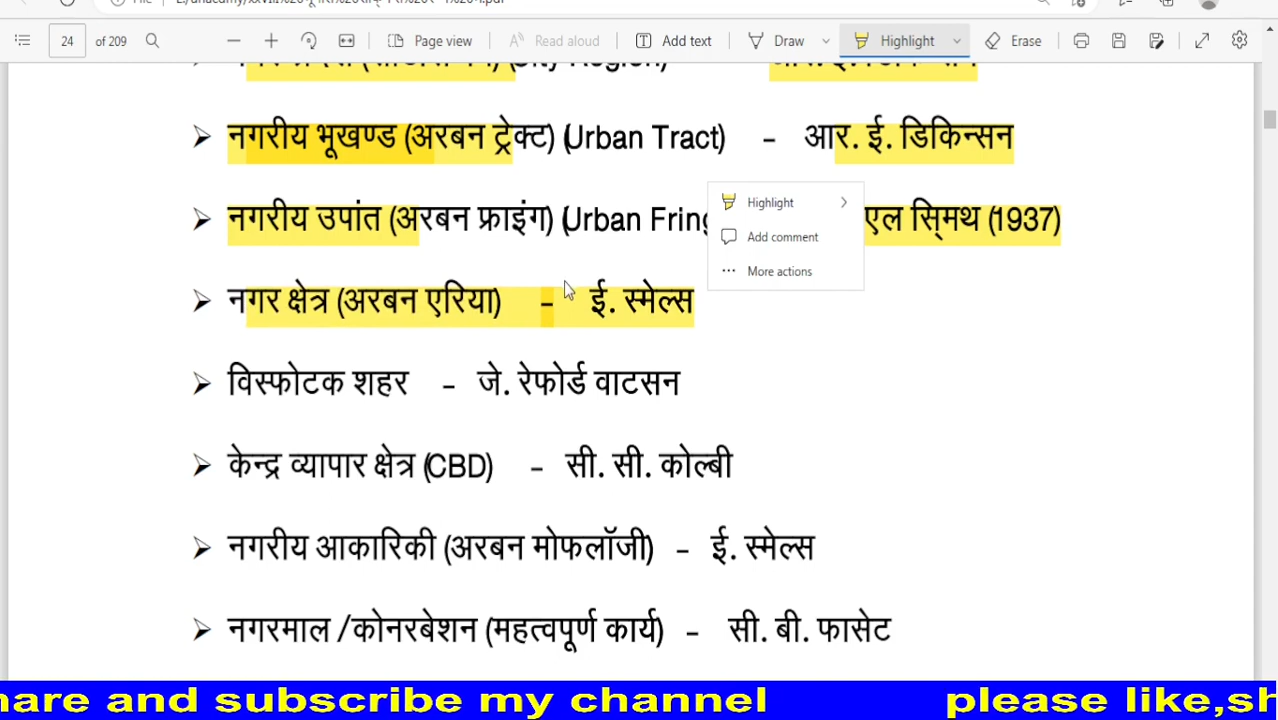 24 of 209 Page view Read aloud Add text Draw Highlight Erase
City Region)
➢ नगरीय भूखण्ड (अरबन ट्रेक्ट) (Urban Tract) – आर. ई. डिकिन्सन
➢ नगरीय उपांत (अरबन फ्राइंग) (Urban Fring एल स्मिथ (1937)
Highlight
Add comment
More actions
➢ नगर क्षेत्र (अरबन एरिया) – ई. स्मेल्स
➢ विस्फोटक शहर – जे. रेफोर्ड वाटसन
➢ केन्द्र व्यापार क्षेत्र (CBD) – सी. सी. कोल्बी
➢ नगरीय आकारिकी (अरबन मोफलॉजी) – ई. स्मेल्स
➢ नगरमाल /कोनरबेशन (महत्वपूर्ण कार्य) – सी. बी. फासेट
hare and subscribe my channel please like,sh